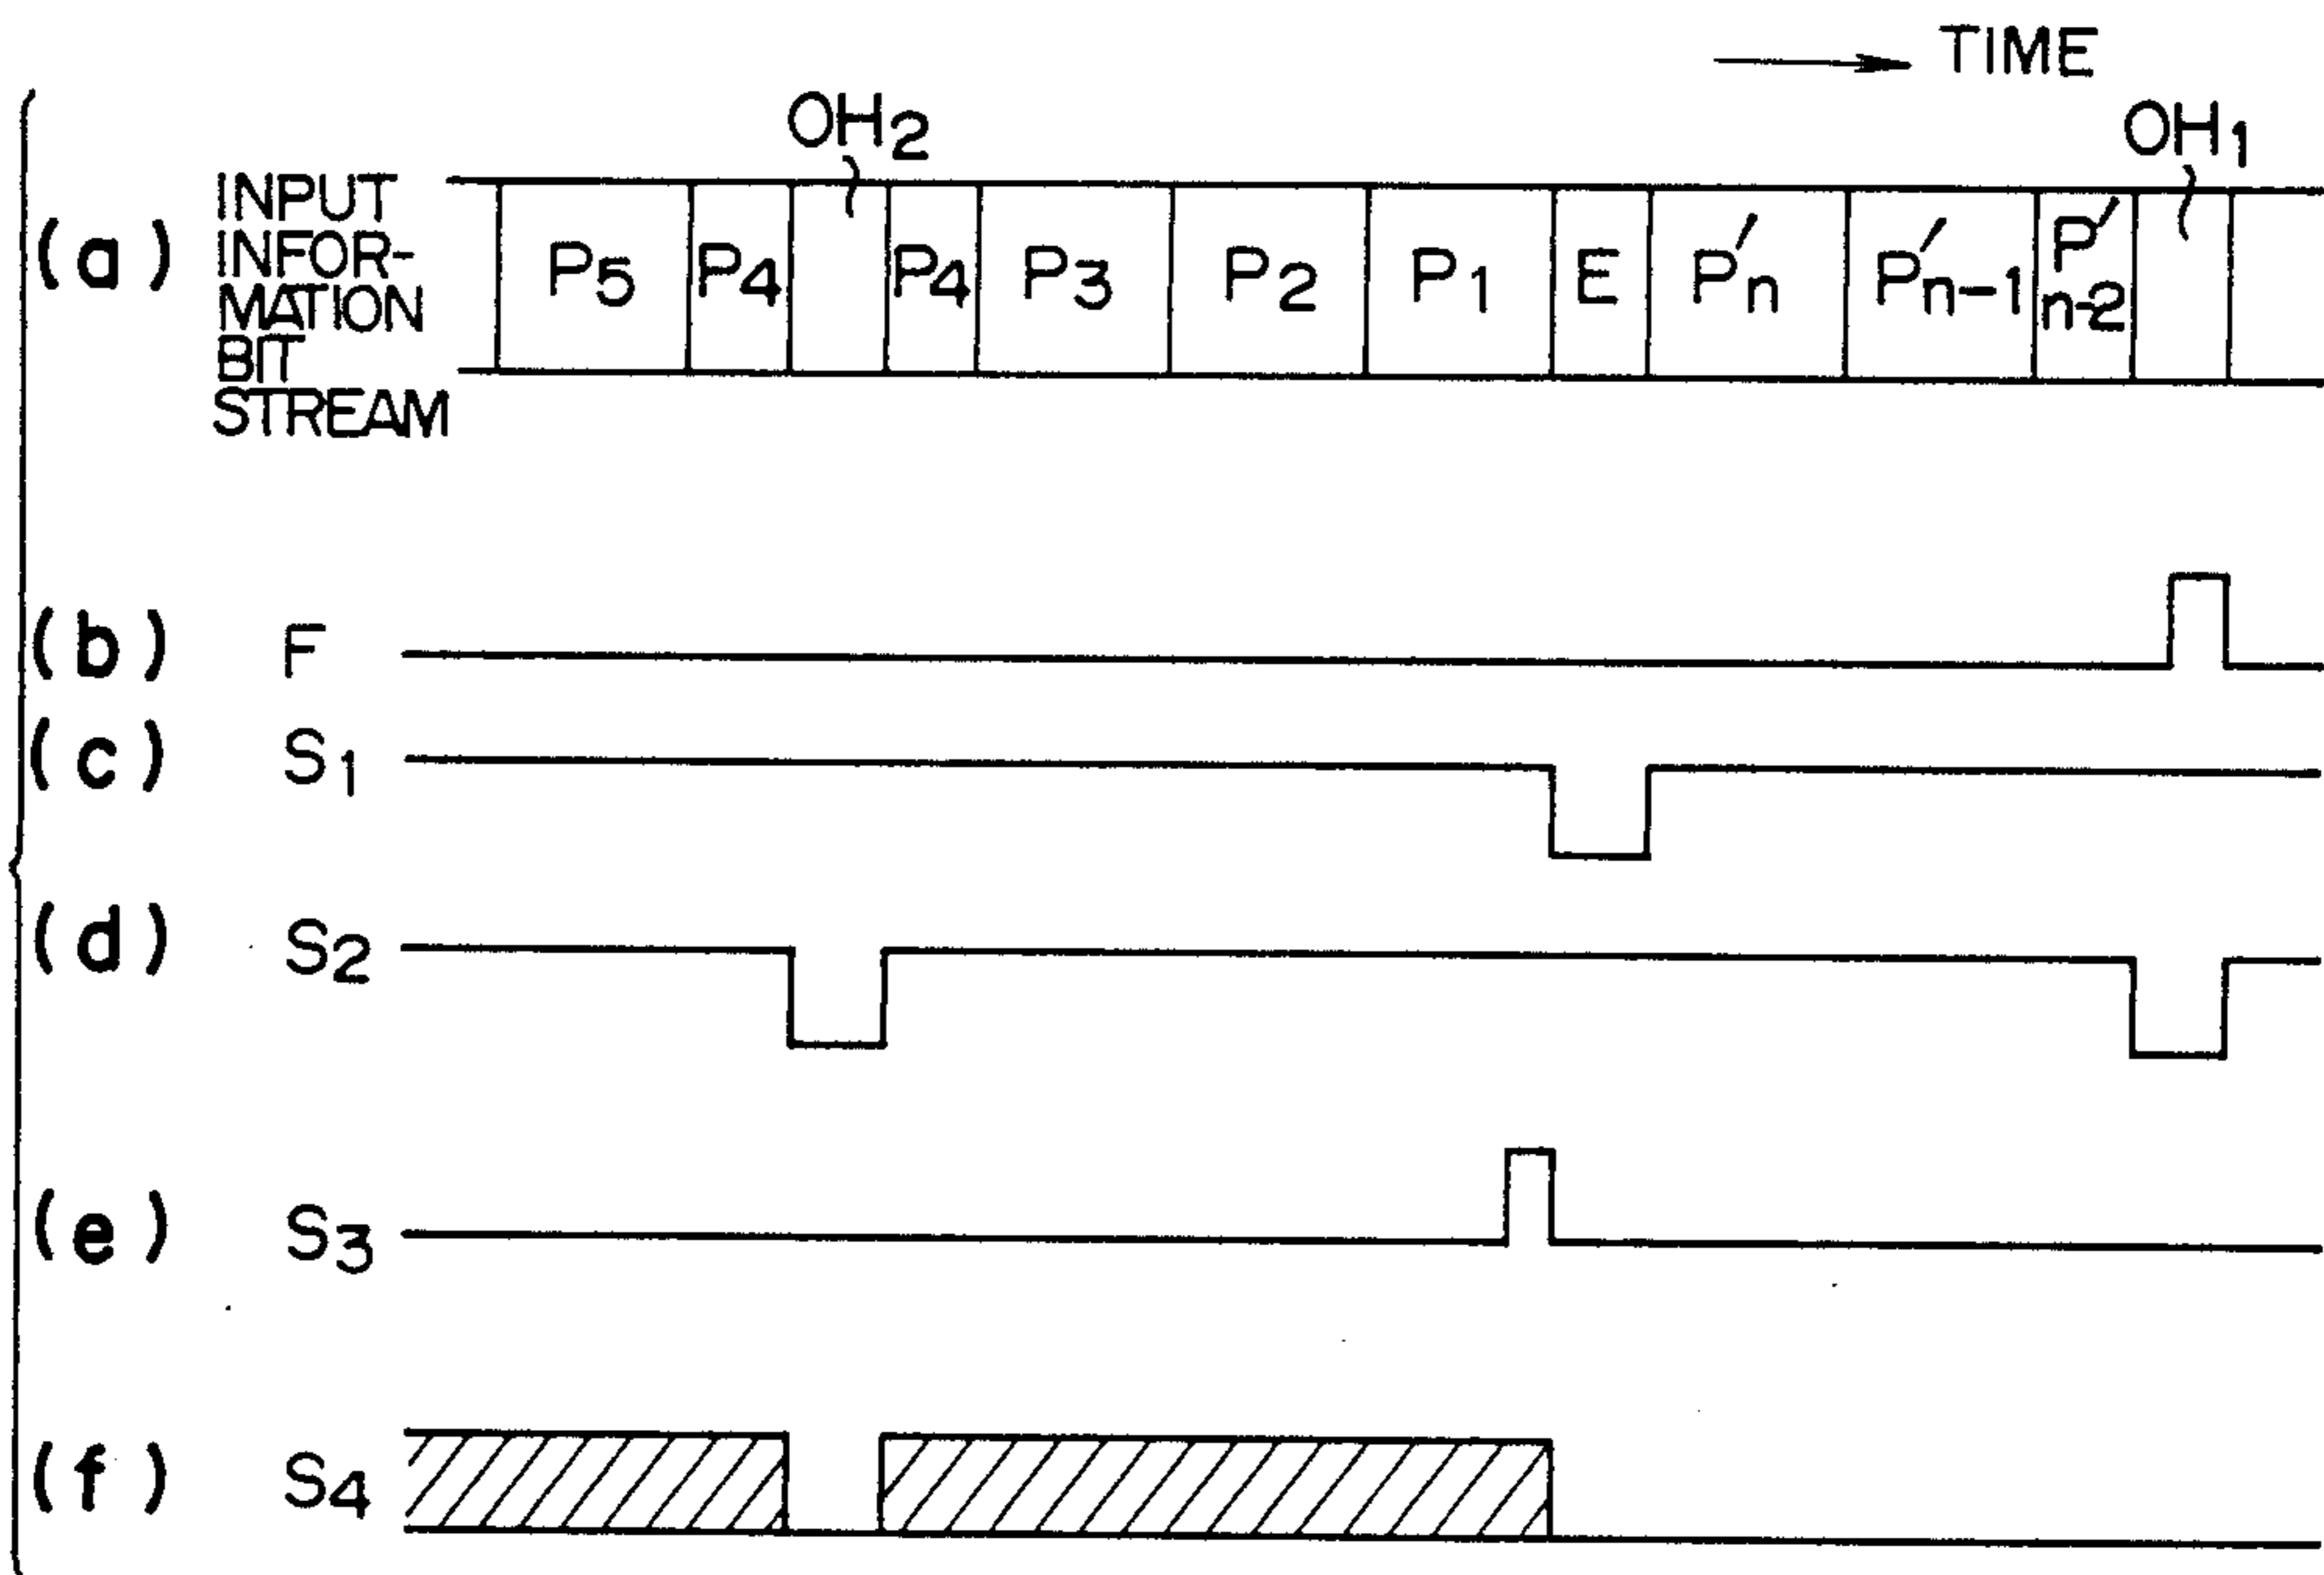 TIME
OH2 OH1
(a) INPUT
INFOR-
MATION
BIT
STREAM
P5 P4 P4 P3 P2 P1 E P'n P'n-1 P'n-2
(b) F
(c) S1
(d) S2
(e) S3
(f) S4